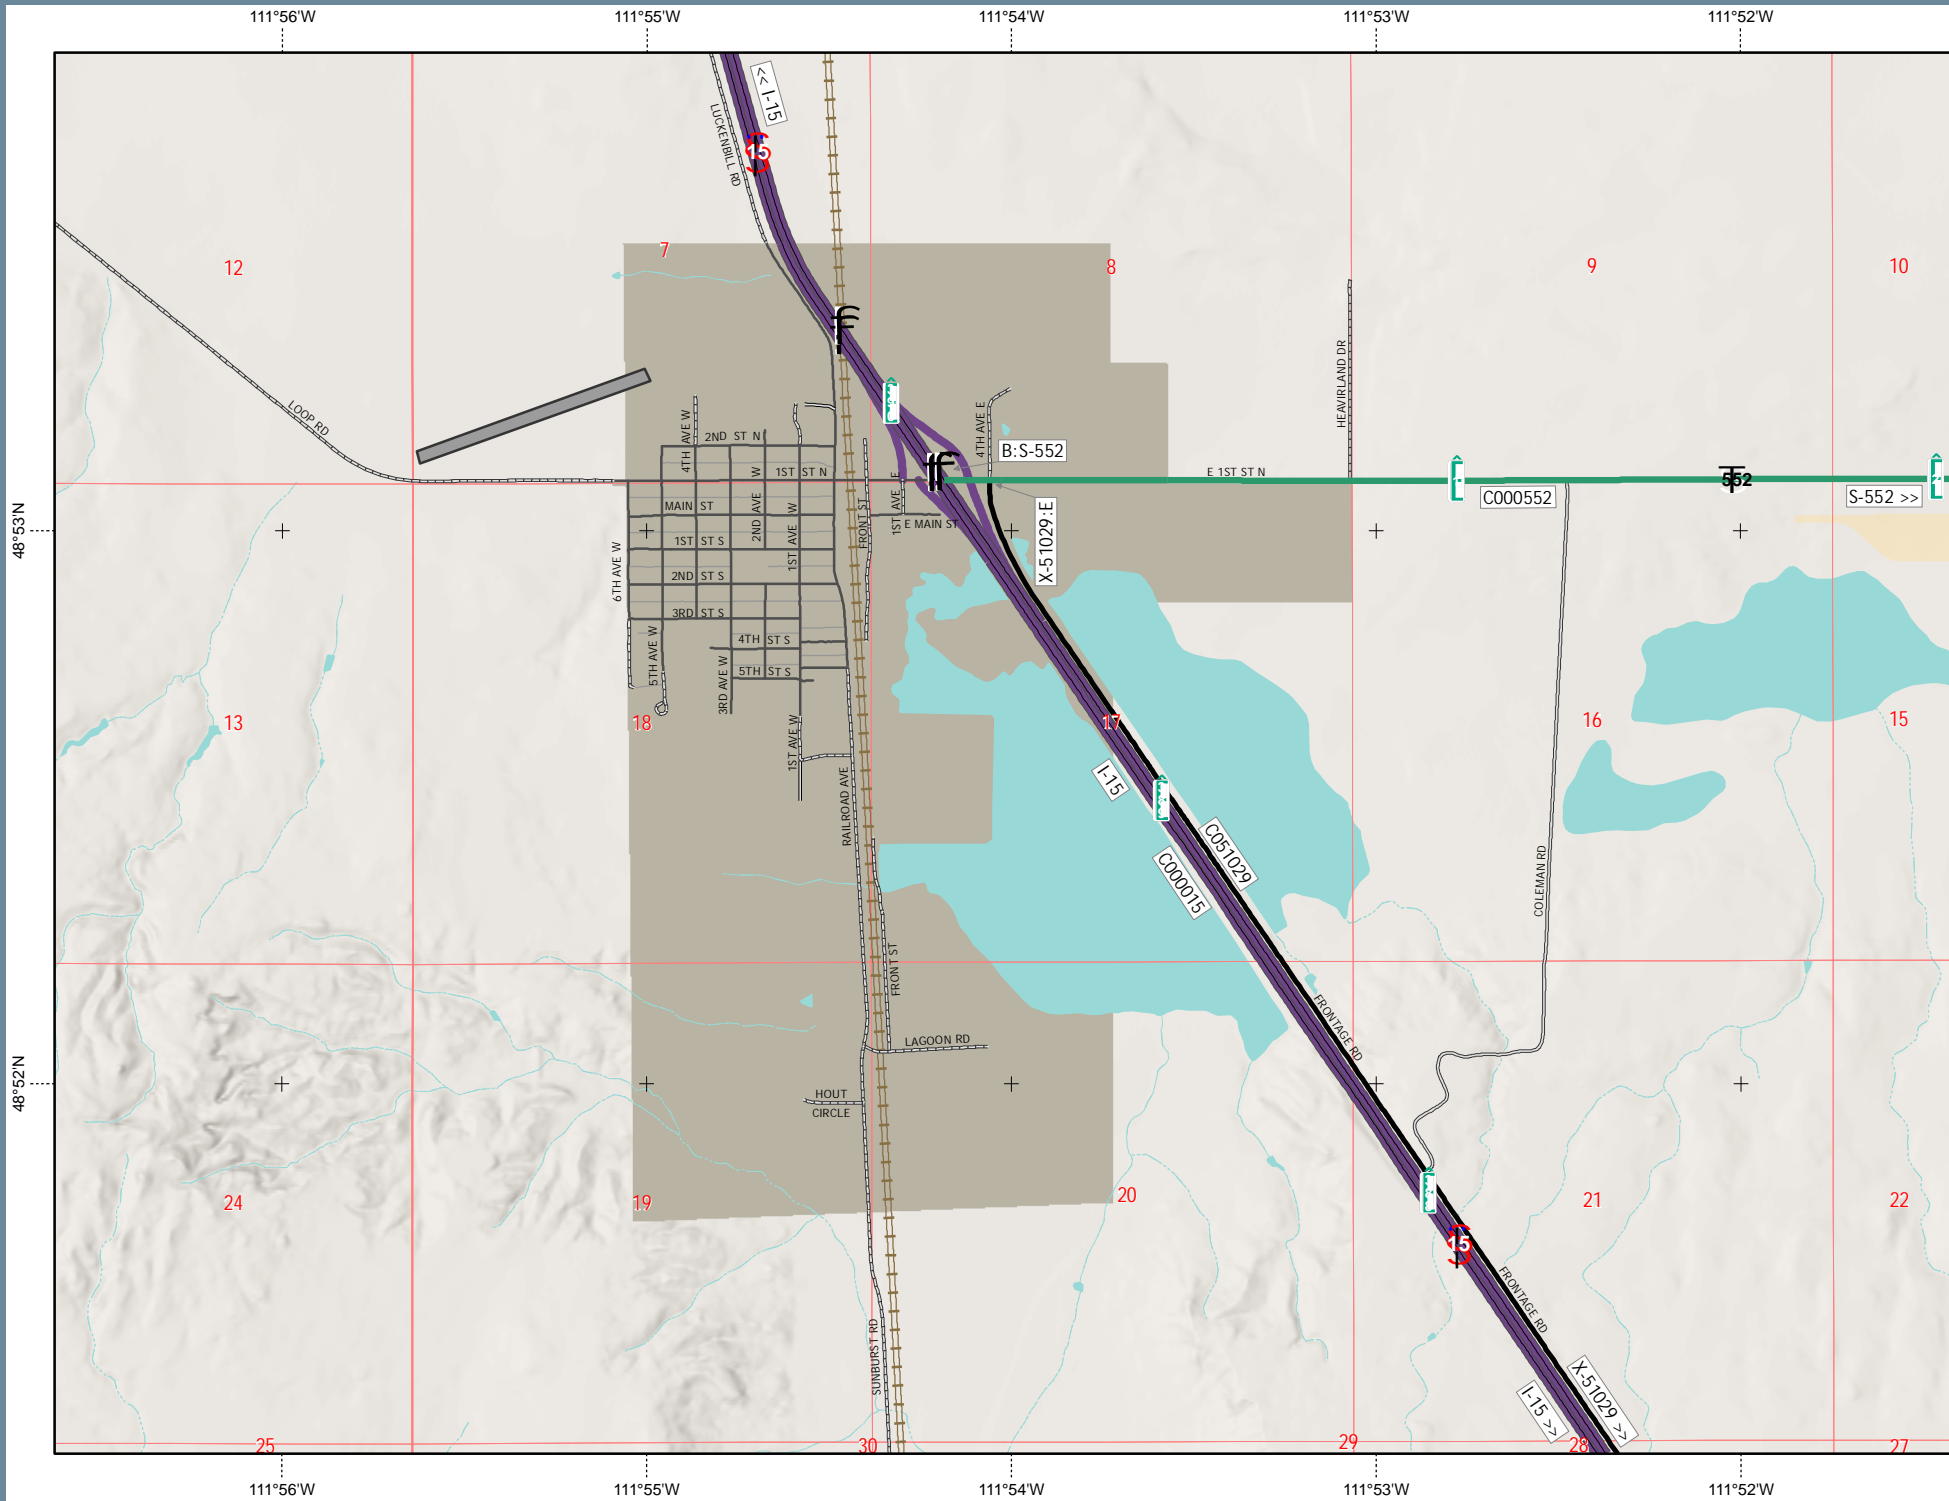 111°56'W
111°55'W
111°54'W
111°53'W
111°52'W
<< I-15
15
LUCKENBILL RD
7
12
8
9
10
LOOP RD
HEAVIRLAND DR
4TH AVE W
2ND ST N
4TH AVE E
B:S-552
1ST ST N
E 1ST ST N
552
C000552
S-552 >>
MAIN ST
2ND AVE W
1ST AVE W
FRONT ST
1ST AVE E
E MAIN ST
X-51029:E
48°53'N
1ST ST S
6TH AVE W
2ND ST S
3RD ST S
4TH ST S
5TH AVE W
5TH ST S
3RD AVE W
13
18
17
16
15
1ST AVE W
I-15
RAILROAD AVE
C051029
C000015
COLEMAN RD
FRONT ST
FRONTAGE RD
LAGOON RD
48°52'N
HOUT
CIRCLE
24
19
20
21
22
15
FRONTAGE RD
SUNBURST RD
X-51029 >>
I-15 >>
25
30
29
28
27
111°56'W
111°55'W
111°54'W
111°53'W
111°52'W